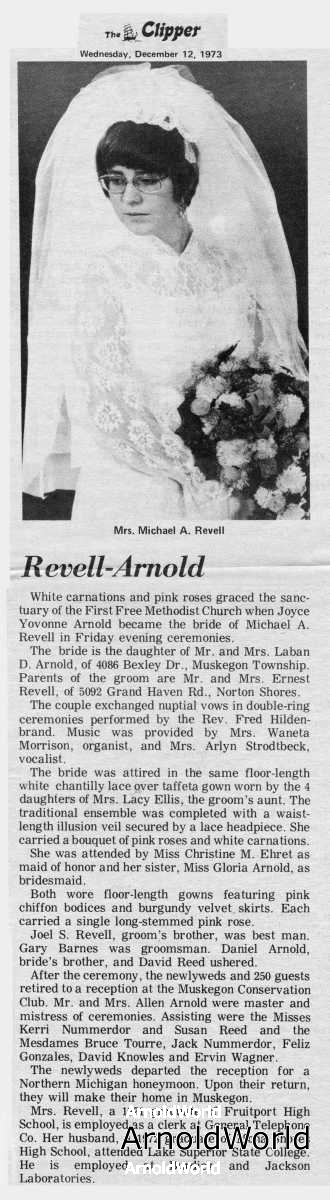 The Clipper
Wednesday, December 12, 1973
Mrs. Michael A. Revell
Revell-Arnold
White carnations and pink roses graced the sanc-
tuary of the First Free Methodist Church when Joyce
Yovonne Arnold became the bride of Michael A.
Revell in Friday evening ceremonies.
The bride is the daughter of Mr. and Mrs. Laban
D. Arnold, of 4086 Bexley Dr., Muskegon Township.
Parents of the groom are Mr. and Mrs. Ernest
Revell, of 5092 Grand Haven Rd., Norton Shores.
The couple exchanged nuptial vows in double-ring
ceremonies performed by the Rev. Fred Hilden-
brand. Music was provided by Mrs. Waneta
Morrison, organist, and Mrs. Arlyn Strodtbeck,
vocalist.
The bride was attired in the same floor-length
white chantilly lace over taffeta gown worn by the 4
daughters of Mrs. Lacy Ellis, the groom's aunt. The
traditional ensemble was completed with a waist-
length illusion veil secured by a lace headpiece. She
carried a bouquet of pink roses and white carnations.
She was attended by Miss Christine M. Ehret as
maid of honor and her sister, Miss Gloria Arnold, as
bridesmaid.
Both wore floor-length gowns featuring pink
chiffon bodices and burgundy velvet skirts. Each
carried a single long-stemmed pink rose.
Joel S. Revell, groom's brother, was best man.
Gary Barnes was groomsman. Daniel Arnold,
bride's brother, and David Reed ushered.
After the ceremony, the newlyweds and 250 guests
retired to a reception at the Muskegon Conservation
Club. Mr. and Mrs. Allen Arnold were master and
mistress of ceremonies. Assisting were the Misses
Kerri Nummerdor and Susan Reed and the
Mesdames Bruce Tourre, Jack Nummerdor, Feliz
Gonzales, David Knowles and Ervin Wagner.
The newlyweds departed the reception for a
Northern Michigan honeymoon. Upon their return,
they will make their home in Muskegon.
Mrs. Revell, a Fruitport High
School, is employed as a clerk at General Telephone
Co. Her husband, a
High School, attended Lake Superior State College.
He is employed at and Jackson
Laboratories.
ArnoldWorld
ArnoldWorld
ArnoldWorld